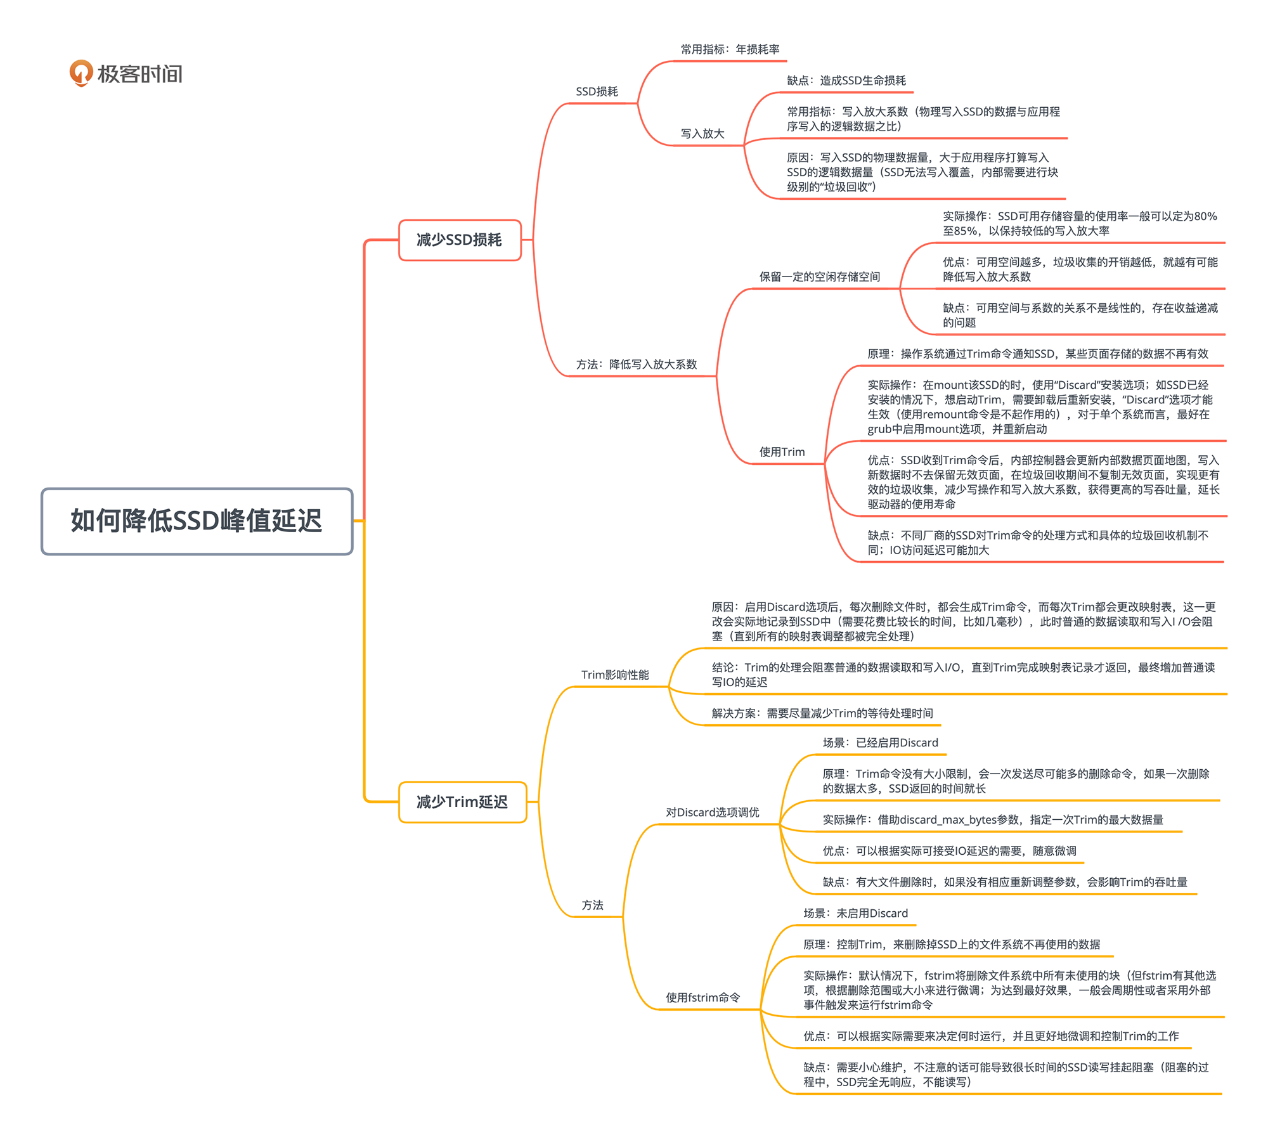 极客时间
如何降低SSD峰值延迟
减少SSD损耗
SSD损耗
常用指标：年损耗率
写入放大
缺点：造成SSD生命损耗
常用指标：写入放大系数（物理写入SSD的数据与应用程
序写入的逻辑数据之比）
原因：写入SSD的物理数据量，大于应用程序打算写入
SSD的逻辑数据量（SSD无法写入覆盖，内部需要进行块
级别的“垃圾回收”）
方法：降低写入放大系数
保留一定的空闲存储空间
实际操作：SSD可用存储容量的使用率一般可以定为80%
至85%，以保持较低的写入放大率
优点：可用空间越多，垃圾收集的开销越低，就越有可能
降低写入放大系数
缺点：可用空间与系数的关系不是线性的，存在收益递减
的问题
使用Trim
原理：操作系统通过Trim命令通知SSD，某些页面存储的数据不再有效
实际操作：在mount该SSD的时，使用“Discard”安装选项；如SSD已经
安装的情况下，想启动Trim，需要卸载后重新安装，“Discard”选项才能
生效（使用remount命令是不起作用的），对于单个系统而言，最好在
grub中启用mount选项，并重新启动
优点：SSD收到Trim命令后，内部控制器会更新内部数据页面地图，写入
新数据时不去保留无效页面，在垃圾回收期间不复制无效页面，实现更有
效的垃圾收集，减少写操作和写入放大系数，获得更高的写吞吐量，延长
驱动器的使用寿命
缺点：不同厂商的SSD对Trim命令的处理方式和具体的垃圾回收机制不
同；IO访问延迟可能加大
减少Trim延迟
Trim影响性能
原因：启用Discard选项后，每次删除文件时，都会生成Trim命令，而每次Trim都会更改映射表，这一更
改会实际地记录到SSD中（需要花费比较长的时间，比如几毫秒），此时普通的数据读取和写入I /O会阻
塞（直到所有的映射表调整都被完全处理）
结论：Trim的处理会阻塞普通的数据读取和写入I/O，直到Trim完成映射表记录才返回，最终增加普通读
写IO的延迟
解决方案：需要尽量减少Trim的等待处理时间
方法
对Discard选项调优
场景：已经启用Discard
原理：Trim命令没有大小限制，会一次发送尽可能多的删除命令，如果一次删除
的数据太多，SSD返回的时间就长
实际操作：借助discard_max_bytes参数，指定一次Trim的最大数据量
优点：可以根据实际可接受IO延迟的需要，随意微调
缺点：有大文件删除时，如果没有相应重新调整参数，会影响Trim的吞吐量
使用fstrim命令
场景：未启用Discard
原理：控制Trim，来删除掉SSD上的文件系统不再使用的数据
实际操作：默认情况下，fstrim将删除文件系统中所有未使用的块（但fstrim有其他选
项，根据删除范围或大小来进行微调；为达到最好效果，一般会周期性或者采用外部
事件触发来运行fstrim命令
优点：可以根据实际需要来决定何时运行，并且更好地微调和控制Trim的工作
缺点：需要小心维护，不注意的话可能导致很长时间的SSD读写挂起阻塞（阻塞的过
程中，SSD完全无响应，不能读写）